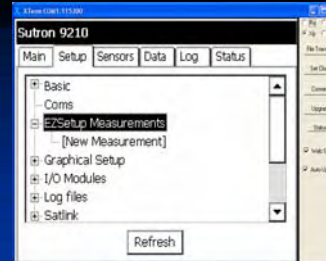 XTerm COM1:115200
Sutron 9210
Main Setup Sensors Data Log Status
Basic
Coms
EZSetup Measurements
[New Measurement]
Graphical Setup
I/O Modules
Log files
Satlink
Refresh